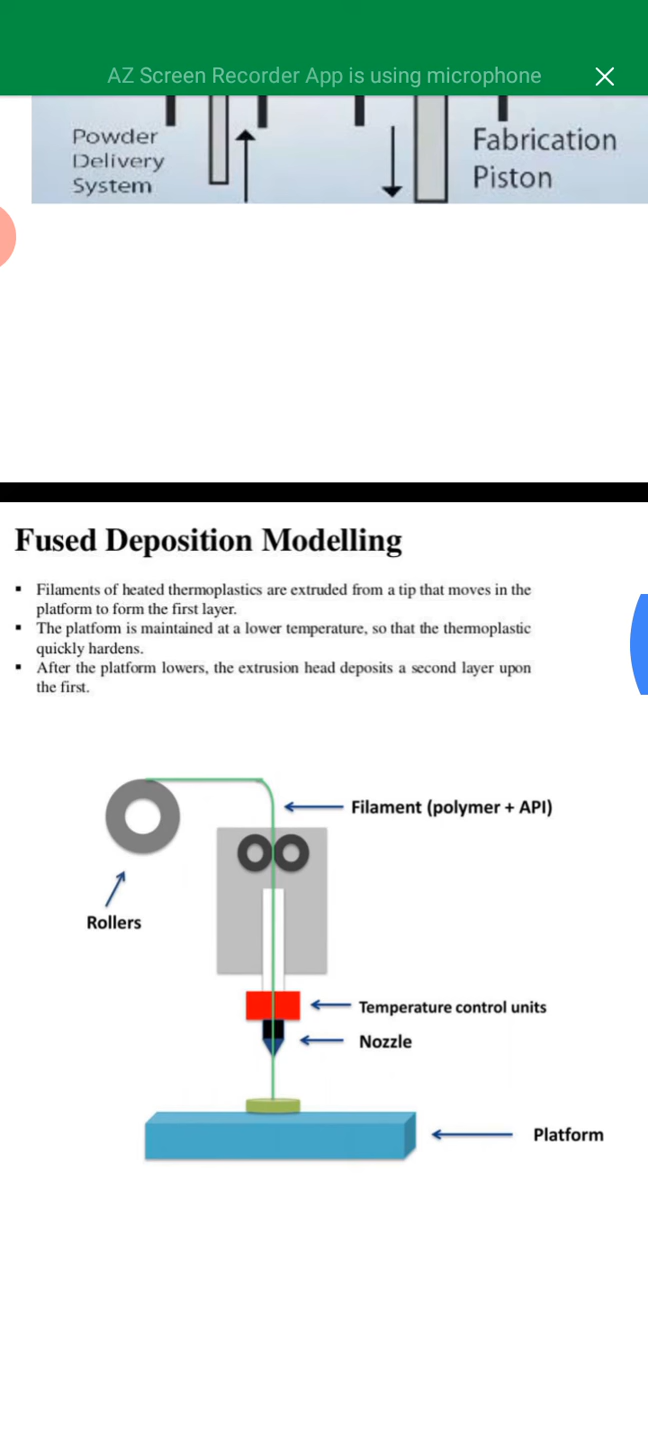 AZ Screen Recorder App is using microphone
Powder
Delivery
System
Fabrication
Piston
Fused Deposition Modelling
▪ Filaments of heated thermoplastics are extruded from a tip that moves in the
platform to form the first layer.
▪ The platform is maintained at a lower temperature, so that the thermoplastic
quickly hardens.
▪ After the platform lowers, the extrusion head deposits a second layer upon
the first.
Filament (polymer + API)
Rollers
Temperature control units
Nozzle
Platform